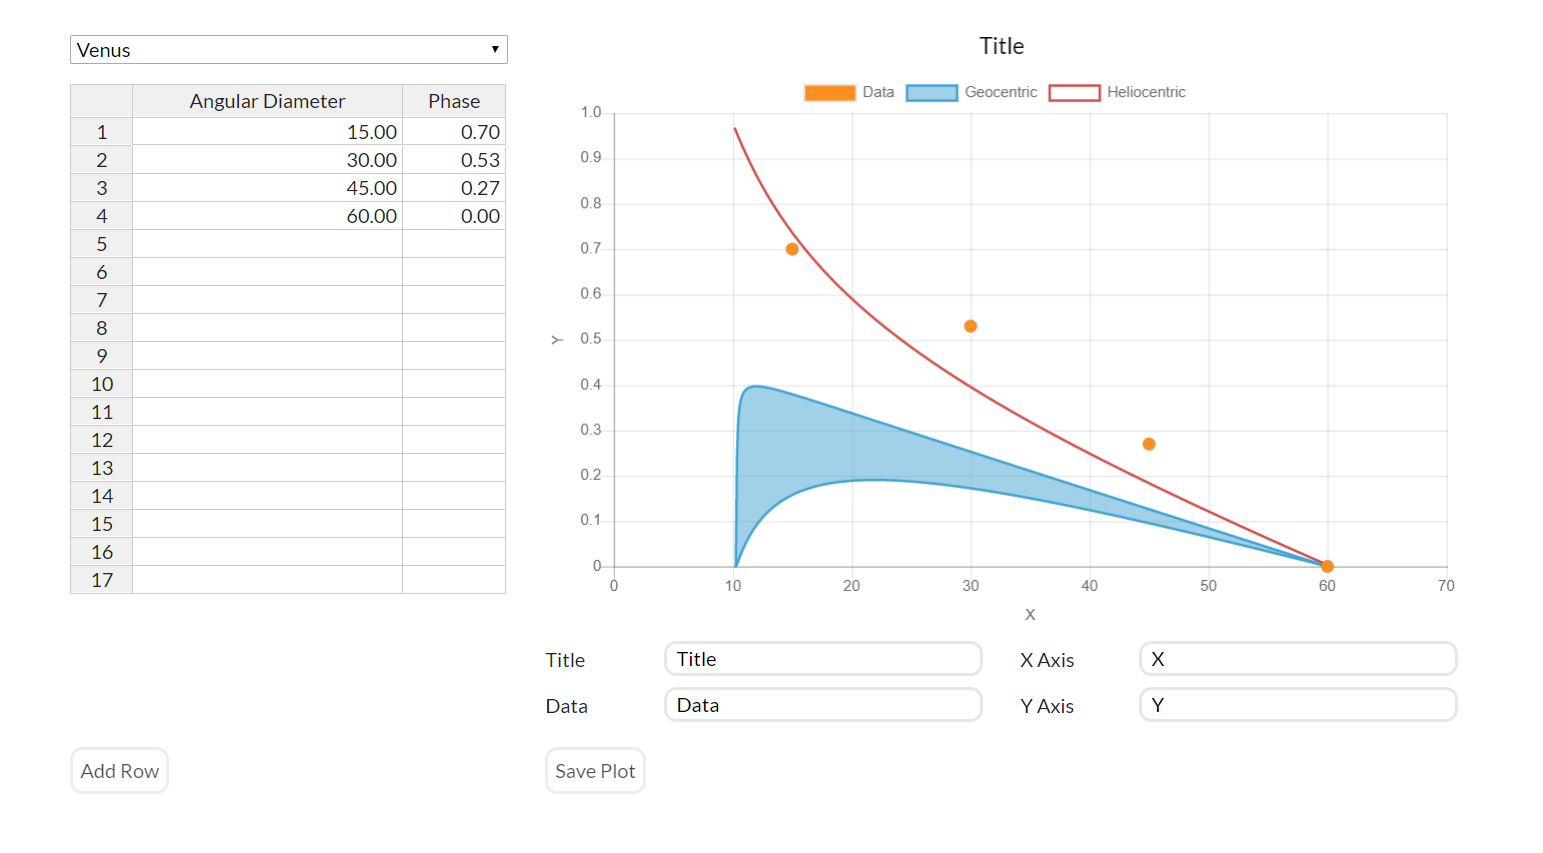 Venus
Angular Diameter Phase
1 15.00 0.70
2 30.00 0.53
3 45.00 0.27
4 60.00 0.00
5
6
7
8
9
10
11
12
13
14
15
16
17
Add Row
Title
Data Geocentric Heliocentric
1.0
0.9
0.8
0.7
0.6
0.5
0.4
0.3
0.2
0.1
0
Y
0 10 20 30 40 50 60 70
X
Title Title X Axis X
Data Data Y Axis Y
Save Plot